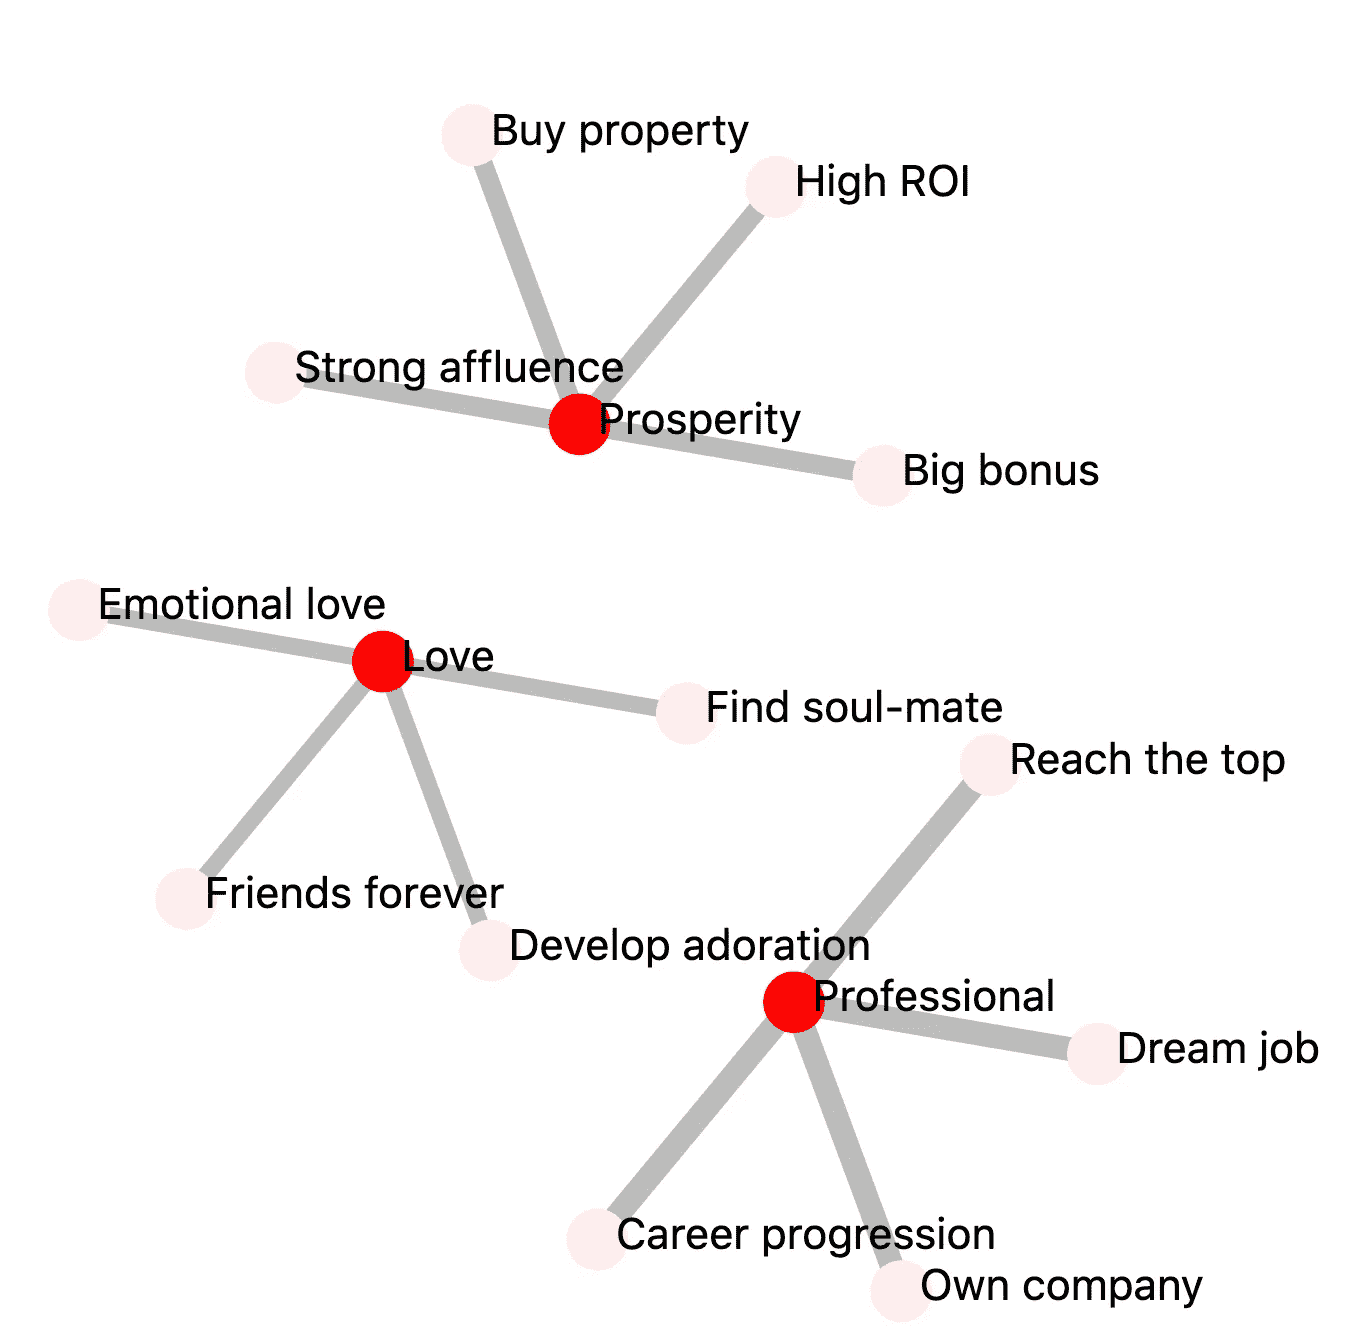 Buy property
High ROI
Strong affluence
Prosperity
Big bonus
Emotional love
Love
Find soul-mate
Reach the top
Friends forever
Develop adoration
Professional
Dream job
Career progression
Own company